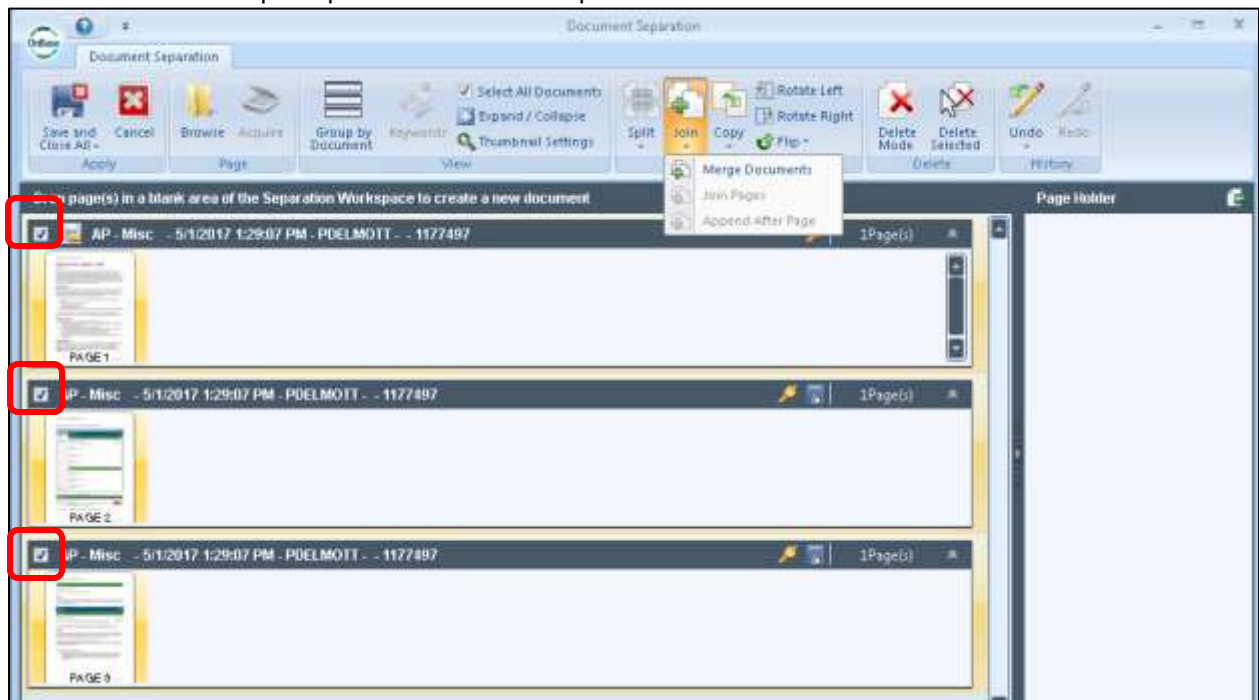 OnBase
Document Separation
Document Separation
Save and Close All
Cancel
Browse
Acquire
Group by Document
Keywords
Select All Documents
Expand / Collapse
Thumbnail Settings
Split
Join
Copy
Rotate Left
Rotate Right
Flip
Delete Mode
Delete Selected
Undo
Redo
Apply
Page
View
Delete
History
Merge Documents
Join Pages
Append After Page
page(s) in a blank area of the Separation Workspace to create a new document
Page Holder
AP - Misc - 5/1/2017 1:29:07 PM - PDELMOTT - - 1177497
1Page(s)
PAGE 1
AP - Misc - 5/1/2017 1:29:07 PM - PDELMOTT - - 1177497
1Page(s)
PAGE 2
AP - Misc - 5/1/2017 1:29:07 PM - PDELMOTT - - 1177497
1Page(s)
PAGE 3